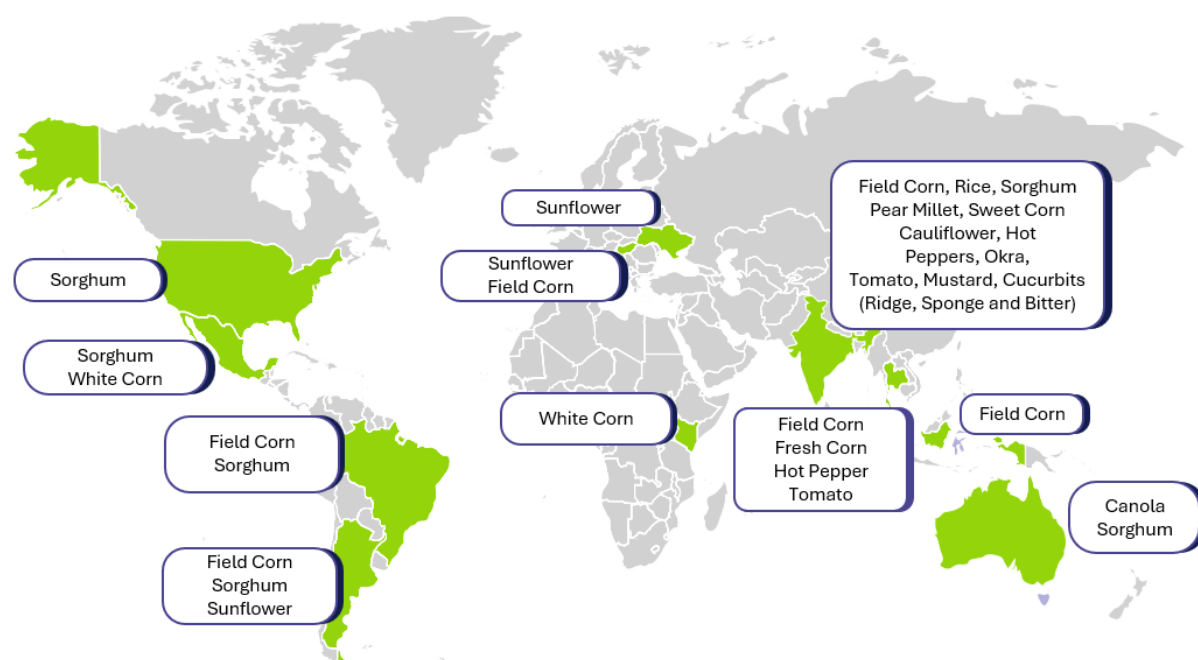 Sunflower
Field Corn, Rice, Sorghum
Pear Millet, Sweet Corn
Cauliflower, Hot
Peppers, Okra,
Tomato, Mustard, Cucurbits
(Ridge, Sponge and Bitter)
Sunflower
Field Corn
Sorghum
Sorghum
White Corn
White Corn
Field Corn
Field Corn
Fresh Corn
Hot Pepper
Tomato
Field Corn
Sorghum
Canola
Sorghum
Field Corn
Sorghum
Sunflower